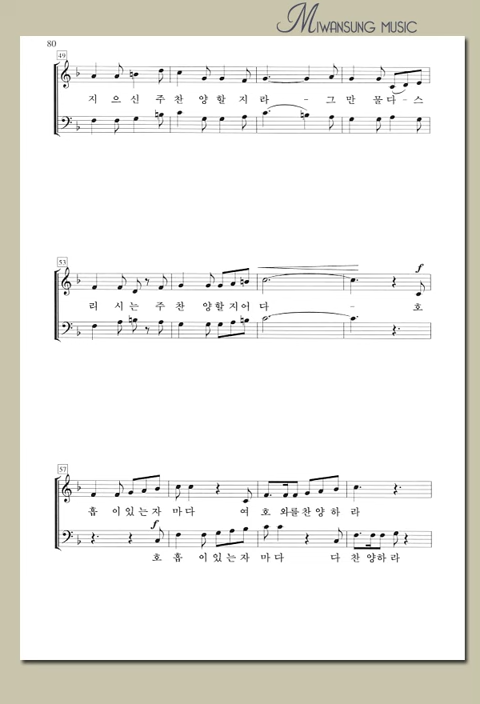 MIWANSUNG MUSIC
80
49
지 으 신 주 찬 양 할 지 라 - 그 만 물 다 - 스
53
리 시 는 주 찬 양 할 지 어 다 - 호
f
57
흡 이 있 는 자 마 다 여 호 와 를 찬 양 하 라
f
호 흡 이 있 는 자 마 다 다 찬 양 하 라